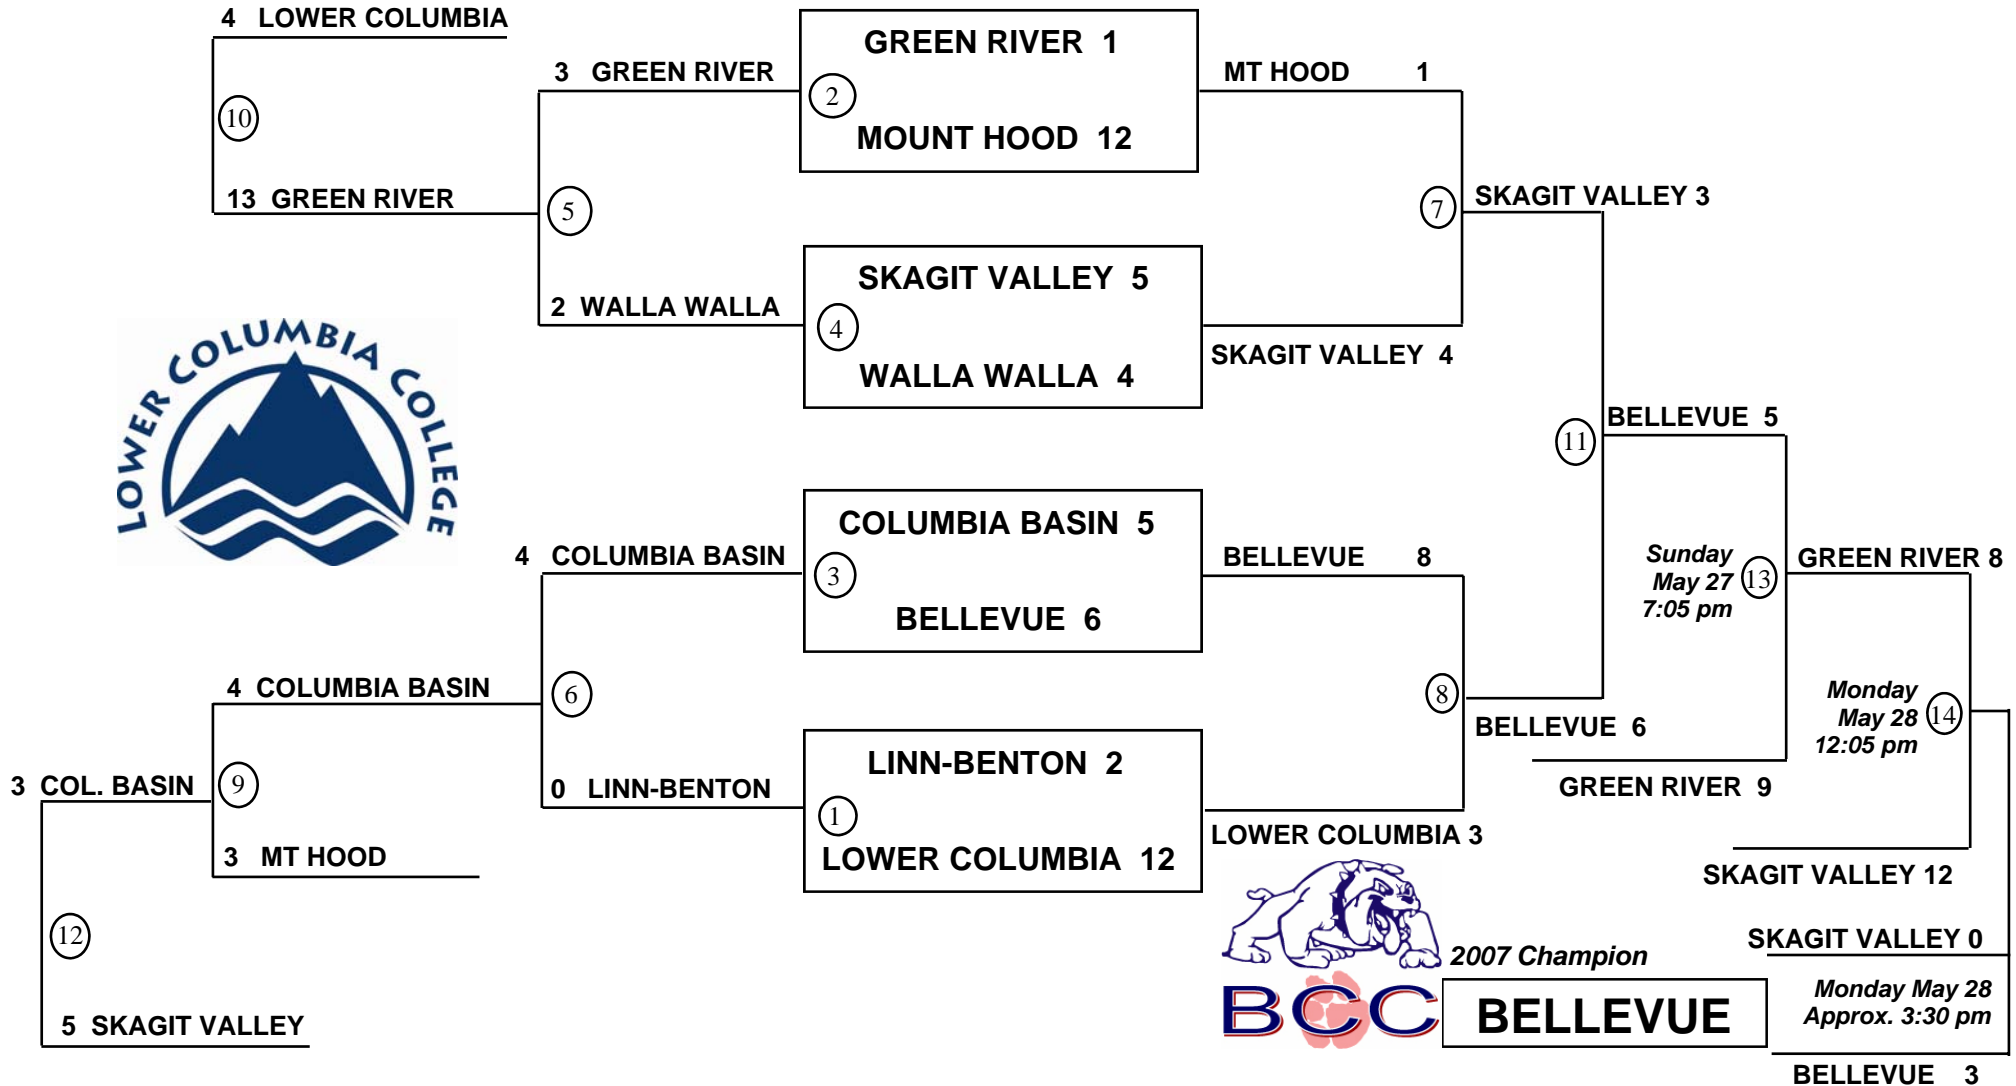 4 LOWER COLUMBIA
10
13 GREEN RIVER
3 GREEN RIVER
5
2 WALLA WALLA
GREEN RIVER 1
2
MOUNT HOOD 12
SKAGIT VALLEY 5
4
WALLA WALLA 4
MT HOOD 1
7
SKAGIT VALLEY 4
SKAGIT VALLEY 3
LOWER COLUMBIA COLLEGE
11
BELLEVUE 5
4 COLUMBIA BASIN
6
0 LINN-BENTON
COLUMBIA BASIN 5
3
BELLEVUE 6
LINN-BENTON 2
1
LOWER COLUMBIA 12
BELLEVUE 8
8
LOWER COLUMBIA 3
BELLEVUE 6
Sunday
May 27
7:05 pm
13
GREEN RIVER 9
GREEN RIVER 8
Monday
May 28
12:05 pm
14
SKAGIT VALLEY 12
4 COLUMBIA BASIN
9
3 MT HOOD
3 COL. BASIN
12
5 SKAGIT VALLEY
BCC
2007 Champion
BELLEVUE
SKAGIT VALLEY 0
Monday May 28
Approx. 3:30 pm
BELLEVUE 3